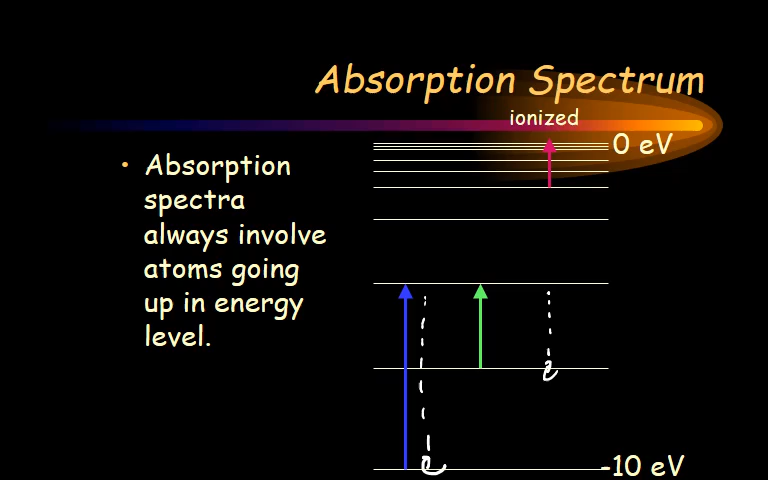 Absorption Spectrum
ionized
0 eV
• Absorption
spectra
always involve
atoms going
up in energy
level.
-10 eV